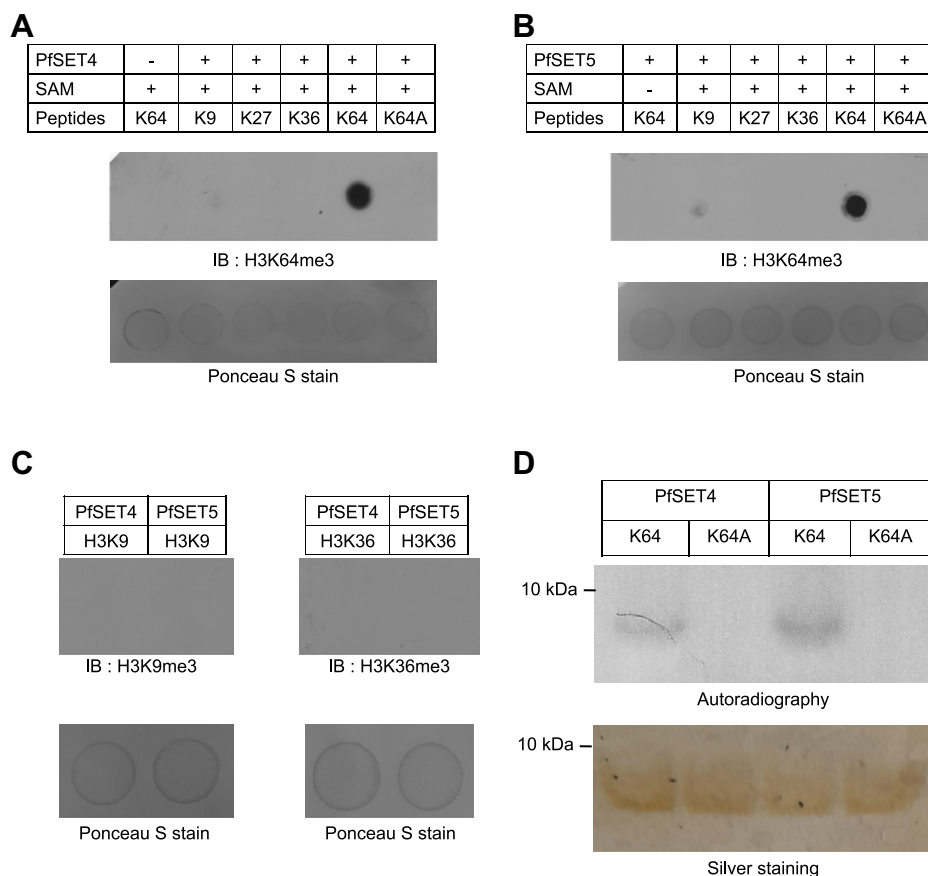 A
PfSET4 - + + + + +
SAM + + + + + +
Peptides K64 K9 K27 K36 K64 K64A
IB : H3K64me3
Ponceau S stain
B
PfSET5 + + + + + +
SAM - + + + + +
Peptides K64 K9 K27 K36 K64 K64A
IB : H3K64me3
Ponceau S stain
C
PfSET4 PfSET5
H3K9 H3K9
IB : H3K9me3
Ponceau S stain
PfSET4 PfSET5
H3K36 H3K36
IB : H3K36me3
Ponceau S stain
D
PfSET4 PfSET5
K64 K64A K64 K64A
10 kDa
Autoradiography
10 kDa
Silver staining